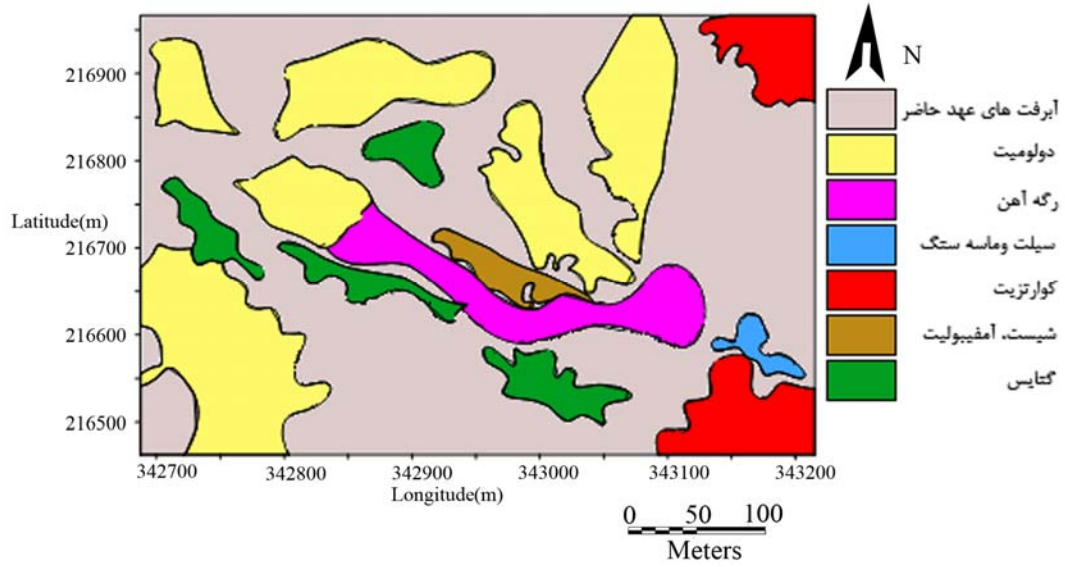 N
216900
216800
Latitude(m)
216700
216600
216500
342700 342800 342900 343000 343100 343200
Longitude(m)
0 50 100
Meters
آبرفت های عهد حاضر
دولومیت
رگه آهن
سیلت وماسه ستگ
کوارتزیت
شیست، آمفیبولیت
گنایس